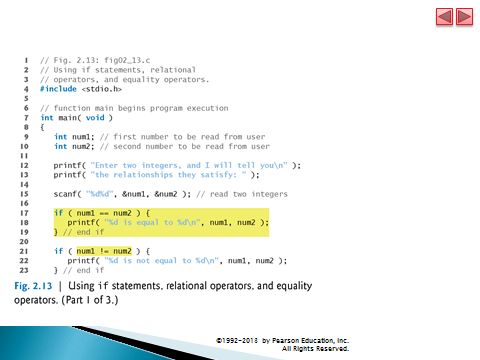 1 // Fig. 2.13: fig02_13.c
2 // Using if statements, relational
3 // operators, and equality operators.
4 #include <stdio.h>
5
6 // function main begins program execution
7 int main( void )
8 {
9 int num1; // first number to be read from user
10 int num2; // second number to be read from user
11
12 printf( "Enter two integers, and I will tell you\n" );
13 printf( "the relationships they satisfy: " );
14
15 scanf( "%d%d", &num1, &num2 ); // read two integers
16
17 if ( num1 == num2 ) {
18 printf( "%d is equal to %d\n", num1, num2 );
19 } // end if
20
21 if ( num1 != num2 ) {
22 printf( "%d is not equal to %d\n", num1, num2 );
23 } // end if
Fig. 2.13 | Using if statements, relational operators, and equality
operators. (Part 1 of 3.)
©1992-2013 by Pearson Education, Inc.
All Rights Reserved.